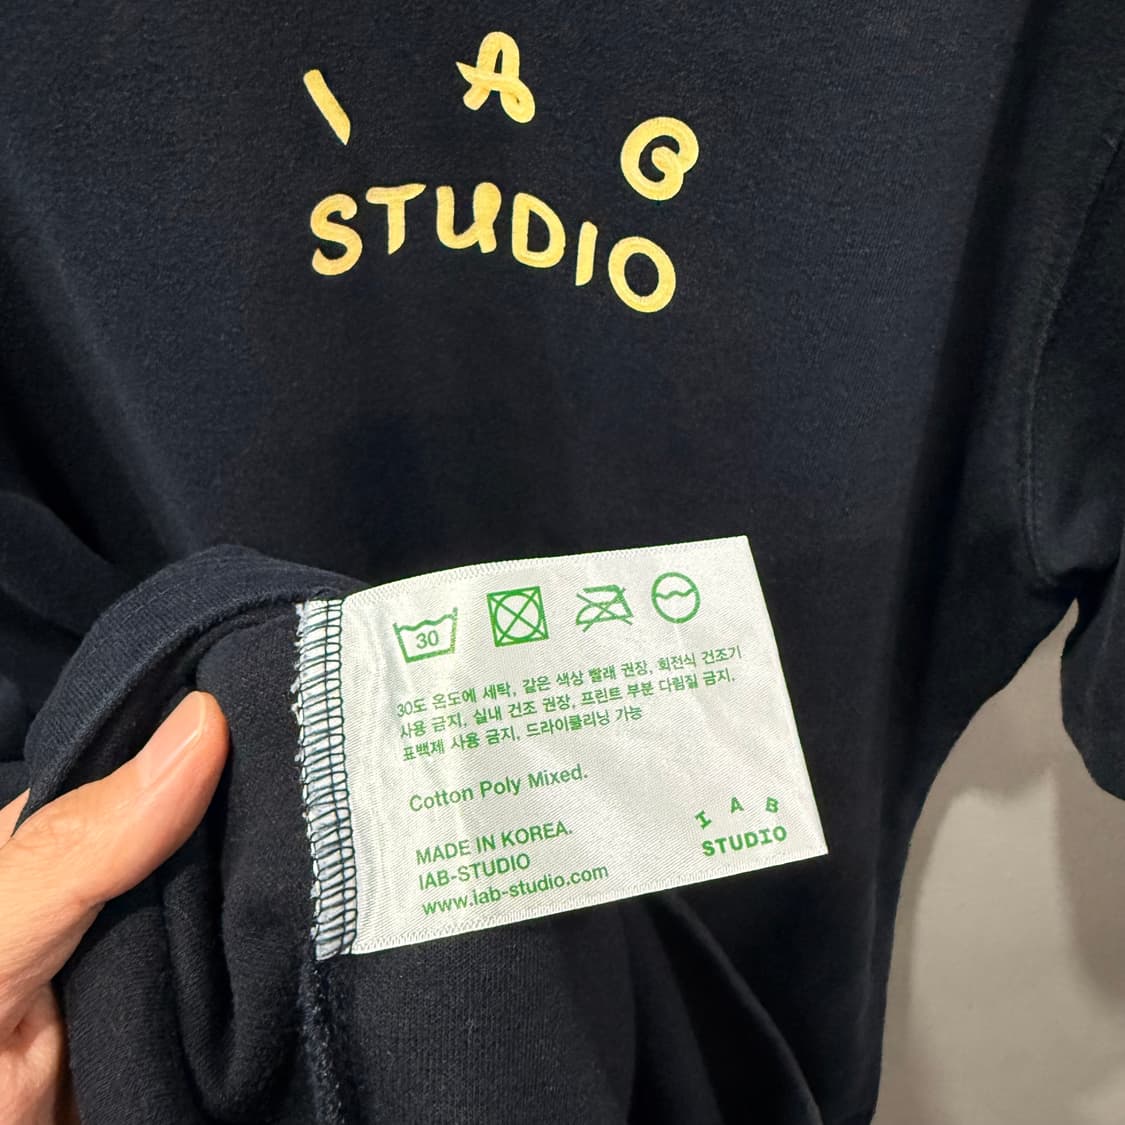 I A B
STUDIO
30
30도 온도에 세탁, 같은 색상 빨래 권장, 회전식 건조기
사용 금지, 실내 건조 권장, 프린트 부분 다림질 금지,
표백제 사용 금지, 드라이클리닝 가능
Cotton Poly Mixed.
MADE IN KOREA.
IAB-STUDIO
www.iab-studio.com
I A B
STUDIO